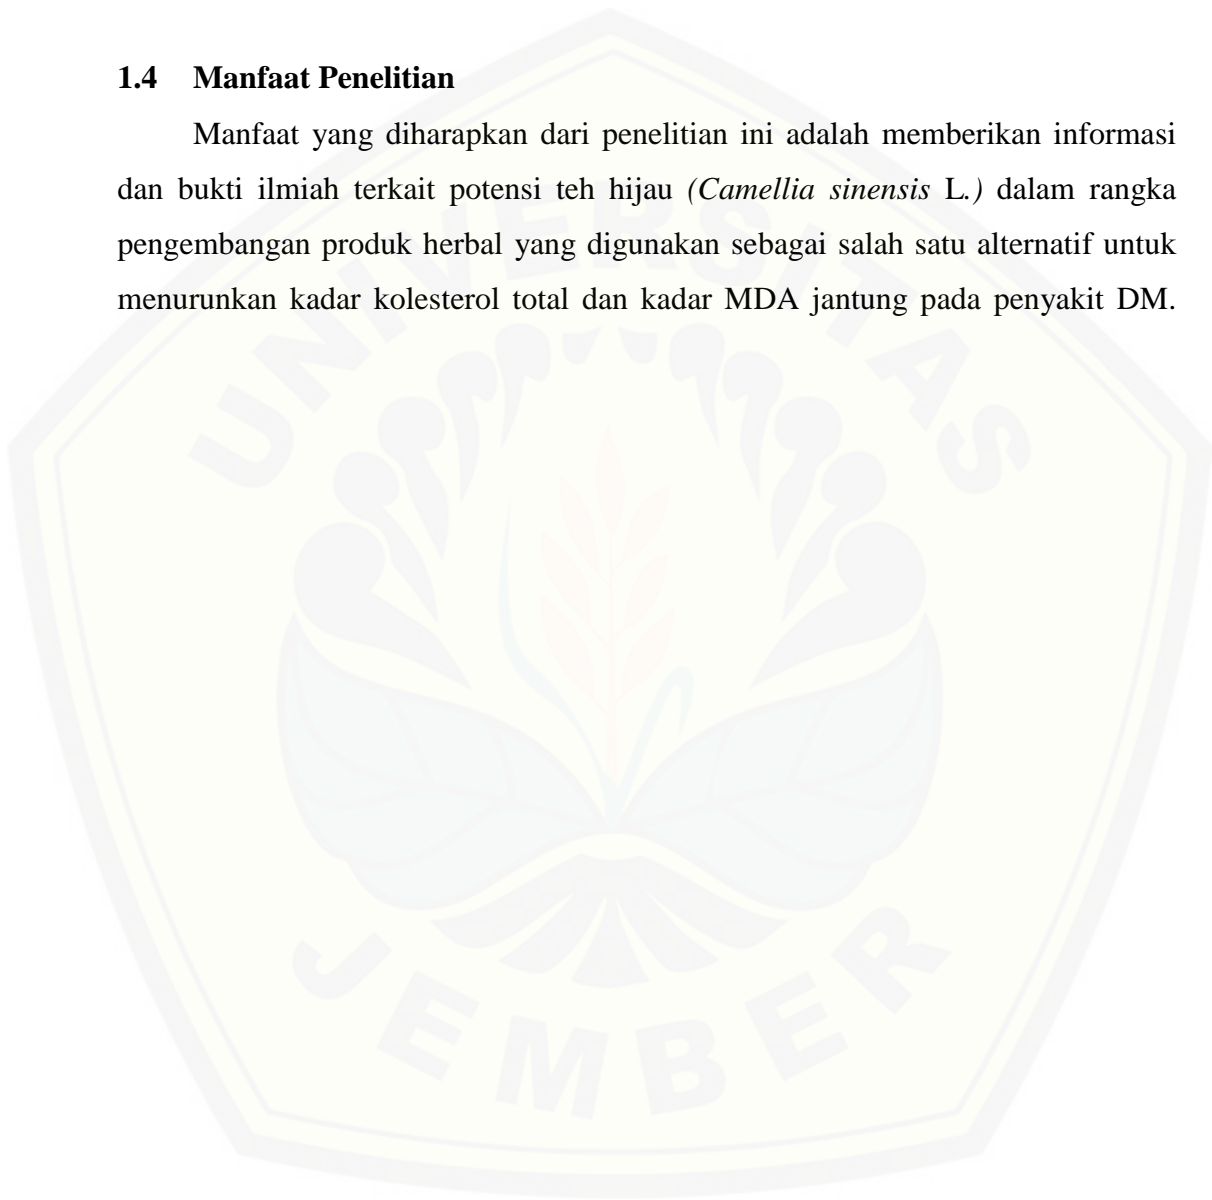 1.4 Manfaat Penelitian
Manfaat yang diharapkan dari penelitian ini adalah memberikan informasi
dan bukti ilmiah terkait potensi teh hijau (Camellia sinensis L.) dalam rangka
pengembangan produk herbal yang digunakan sebagai salah satu alternatif untuk
menurunkan kadar kolesterol total dan kadar MDA jantung pada penyakit DM.
UNIVERSITAS
JEMBER